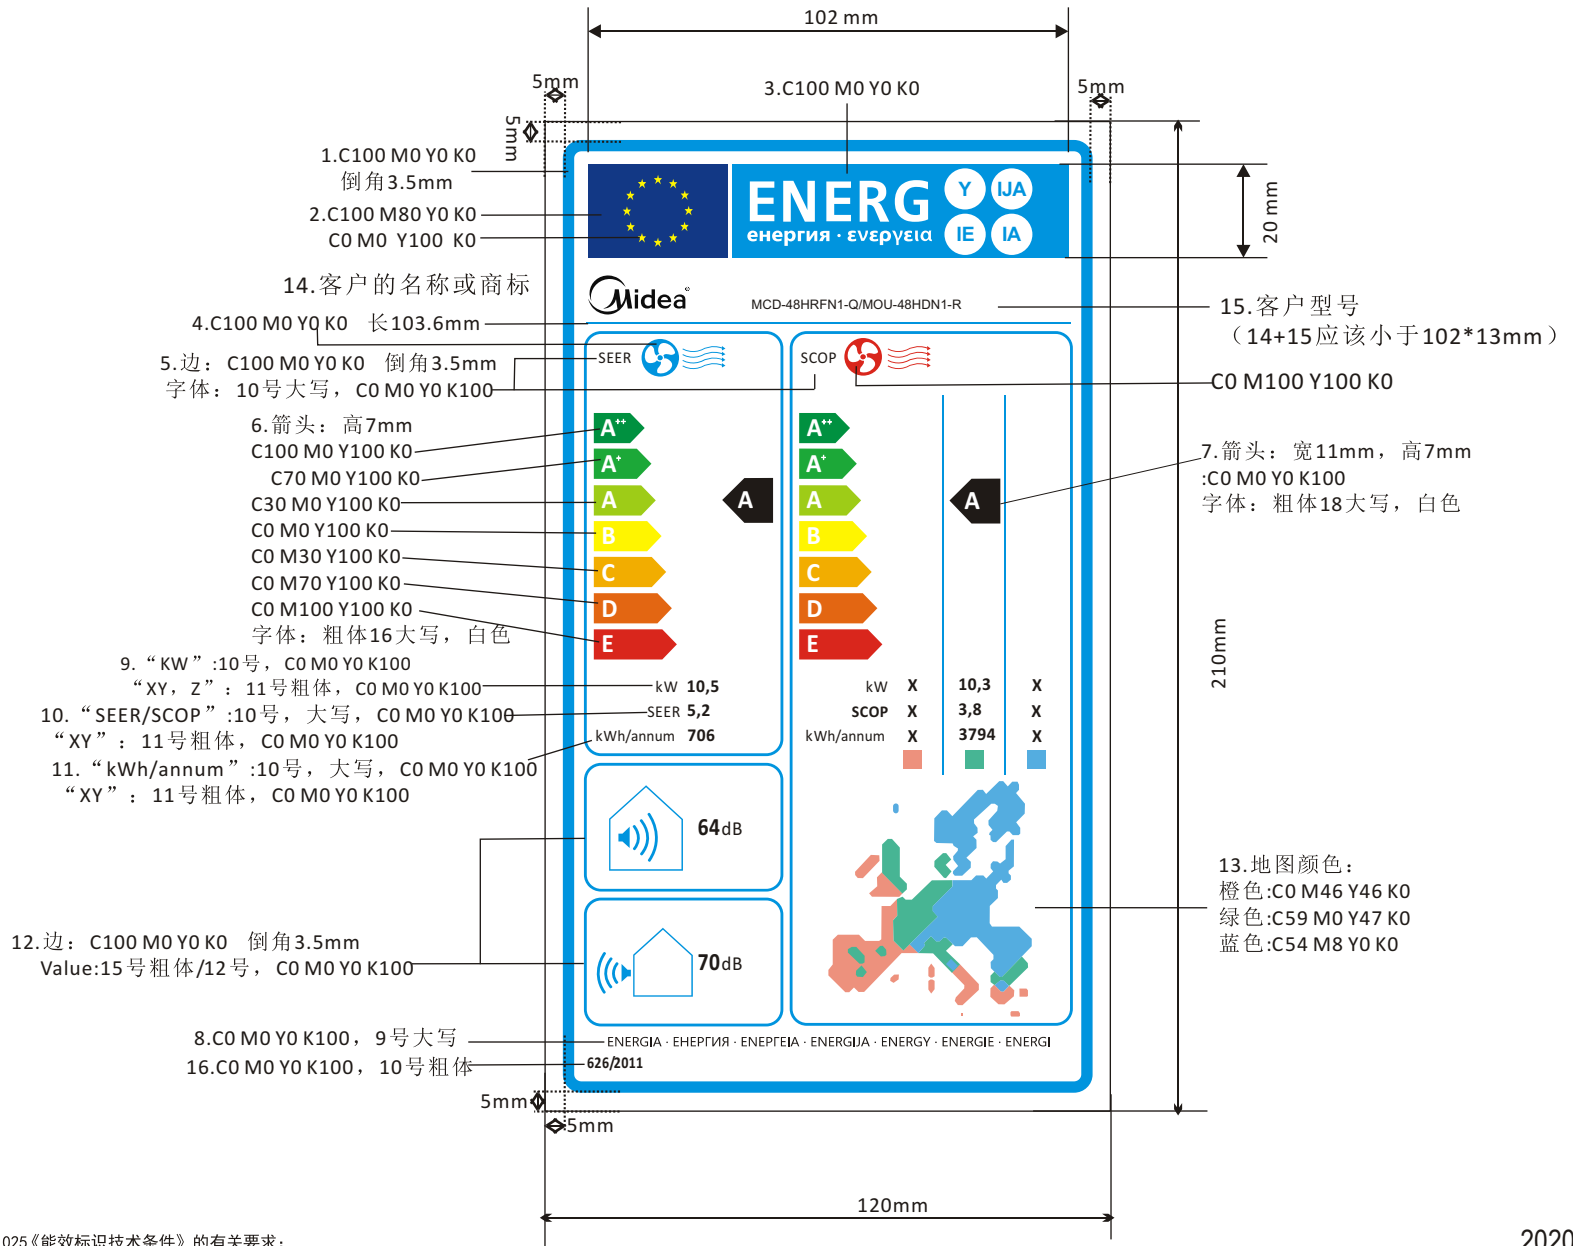 102 mm
5mm
5mm
5mm
3.C100 M0 Y0 K0
1.C100 M0 Y0 K0
倒角3.5mm
2.C100 M80 Y0 K0
C0 M0 Y100 K0
ENERG
енергия · ενεργεια
Y
IJA
IE
IA
20 mm
14.客户的名称或商标
Midea
MCD-48HRFN1-Q/MOU-48HDN1-R
15.客户型号
（14+15应该小于102*13mm）
4.C100 M0 Y0 K0 长103.6mm
5.边：C100 M0 Y0 K0 倒角3.5mm
字体：10号大写，C0 M0 Y0 K100
SEER
SCOP
C0 M100 Y100 K0
6.箭头：高7mm
C100 M0 Y100 K0
C70 M0 Y100 K0
C30 M0 Y100 K0
C0 M0 Y100 K0
C0 M30 Y100 K0
C0 M70 Y100 K0
C0 M100 Y100 K0
字体：粗体16大写，白色
A++
A+
A
B
C
D
E
A
A++
A+
A
B
C
D
E
A
7.箭头：宽11mm，高7mm
:C0 M0 Y0 K100
字体：粗体18大写，白色
210mm
9.“KW”:10号，C0 M0 Y0 K100
“XY，Z”：11号粗体，C0 M0 Y0 K100
10.“SEER/SCOP”:10号，大写，C0 M0 Y0 K100
“XY”：11号粗体，C0 M0 Y0 K100
11.“kWh/annum”:10号，大写，C0 M0 Y0 K100
“XY”：11号粗体，C0 M0 Y0 K100
kW 10,5
SEER 5,2
kWh/annum 706
kW X 10,3 X
SCOP X 3,8 X
kWh/annum X 3794 X
64dB
70dB
13.地图颜色：
橙色:C0 M46 Y46 K0
绿色:C59 M0 Y47 K0
蓝色:C54 M8 Y0 K0
12.边：C100 M0 Y0 K0 倒角3.5mm
Value:15号粗体/12号，C0 M0 Y0 K100
8.C0 M0 Y0 K100，9号大写
ENERGIA · ЕНЕРГИЯ · ΕΝΕΡΓΕΙΑ · ENERGIJA · ENERGY · ENERGIE · ENERGI
16.C0 M0 Y0 K100，10号粗体
626/2011
5mm
5mm
120mm
025《能效标识技术条件》的有关要求；
2020